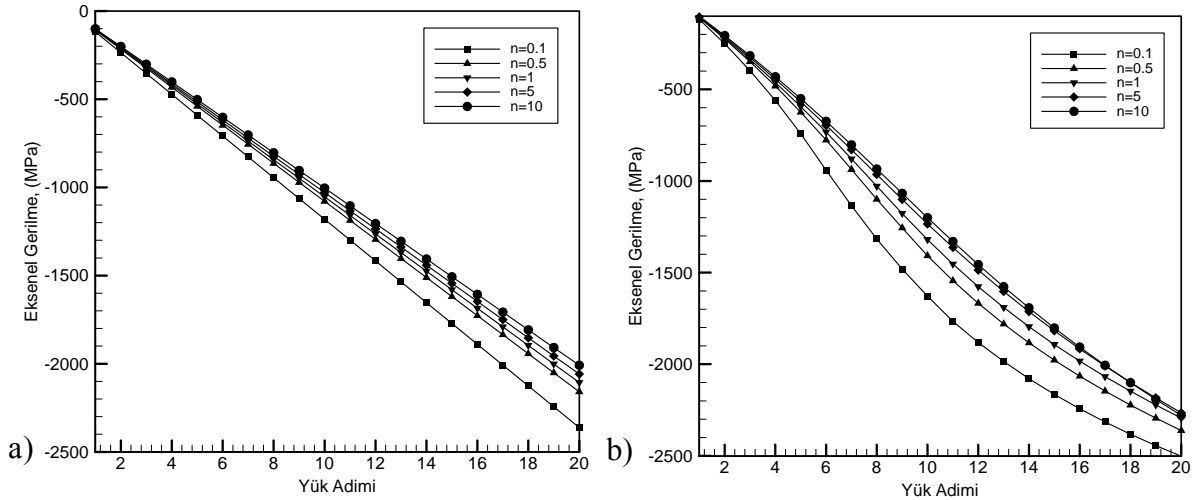 0
-500
-1000
-1500
-2000
-2500
Eksenel Gerilme, (MPa)
2 4 6 8 10 12 14 16 18 20
Yük Adimi
n=0.1
n=0.5
n=1
n=5
n=10
a)
-500
-1000
-1500
-2000
-2500
Eksenel Gerilme, (MPa)
2 4 6 8 10 12 14 16 18 20
Yük Adimi
n=0.1
n=0.5
n=1
n=5
n=10
b)